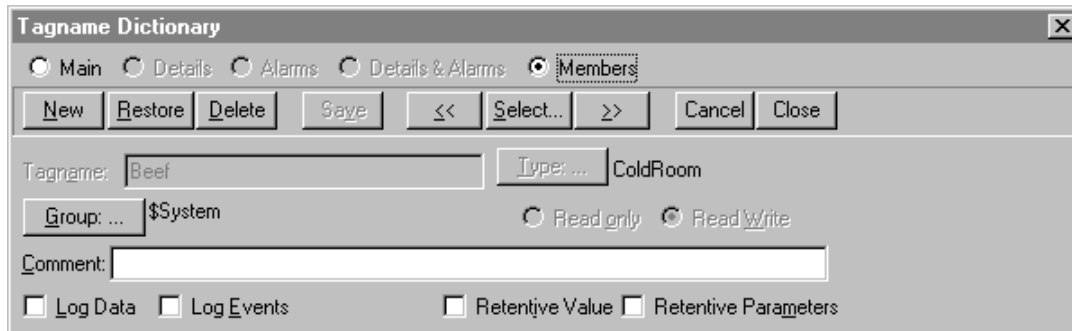 Tagname Dictionary
Main Details Alarms Details & Alarms Members
New Restore Delete Save << Select... >> Cancel Close
Tagname: Beef Type: ... ColdRoom
Group: ... $System Read only Read Write
Comment:
Log Data Log Events Retentive Value Retentive Parameters